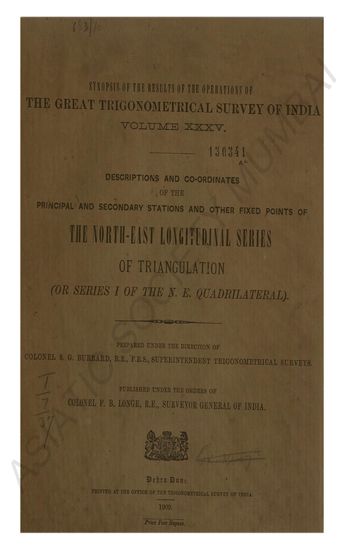 SYNOPSIS OF THE RESULTS OF THE OPERATIONS OF
THE GREAT TRIGONOMETRICAL SURVEY OF INDIA
VOLUME XXXV.
130341
DESCRIPTIONS AND CO-ORDINATES
OF THE
PRINCIPAL AND SECONDARY STATIONS AND OTHER FIXED POINTS OF
THE NORTH-EAST LONGITUDINAL SERIES
OF TRIANGULATION
(OR SERIES I OF THE N. E. QUADRILATERAL).
PREPARED UNDER THE DIRECTION OF
COLONEL S. G. BURRARD, R.E., F.R.S., SUPERINTENDENT TRIGONOMETRICAL SURVEYS.
PUBLISHED UNDER THE ORDERS OF
COLONEL F. B. LONGE, R.E., SURVEYOR GENERAL OF INDIA.
Dehra Dun:
PRINTED AT THE OFFICE OF THE TRIGONOMETRICAL SURVEY OF INDIA.
1909.
Price Four Rupees.
ASIATIC SOCIETY MUMBAI